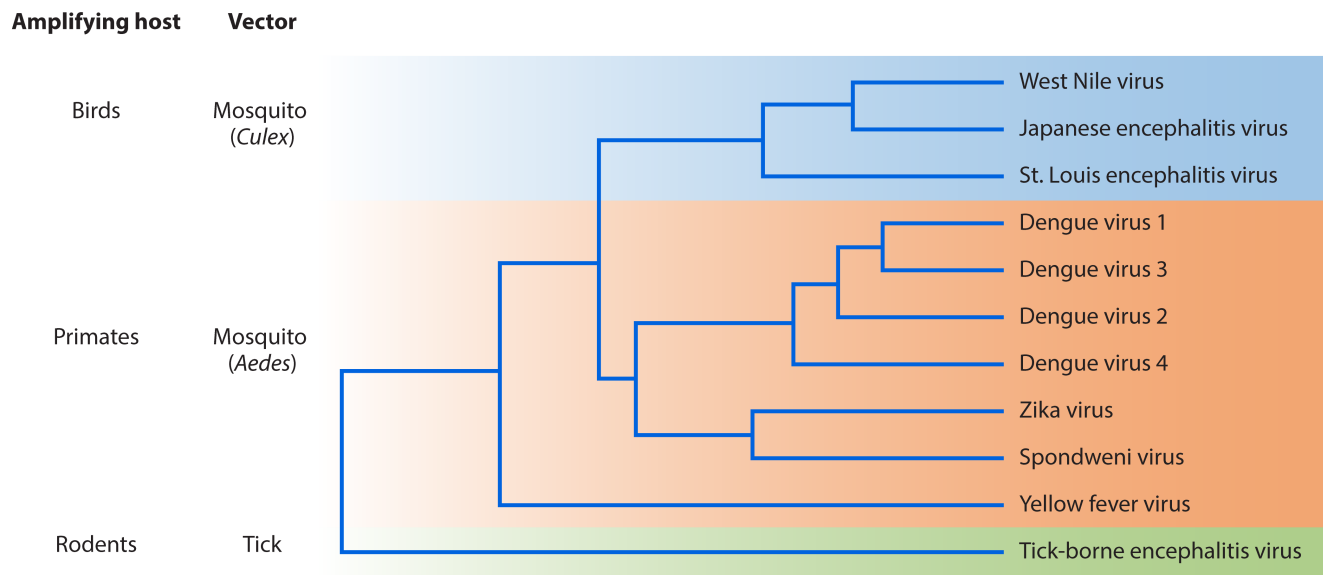 Amplifying host
Vector
Birds
Mosquito
(Culex)
West Nile virus
Japanese encephalitis virus
St. Louis encephalitis virus
Primates
Mosquito
(Aedes)
Dengue virus 1
Dengue virus 3
Dengue virus 2
Dengue virus 4
Zika virus
Spondweni virus
Yellow fever virus
Rodents
Tick
Tick-borne encephalitis virus